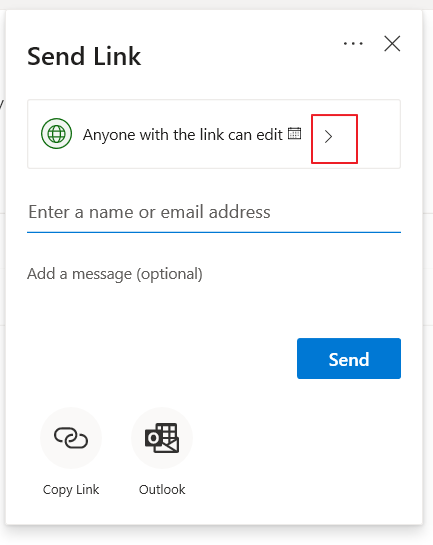 Send Link
Anyone with the link can edit
Enter a name or email address
Add a message (optional)
Send
Copy Link
Outlook